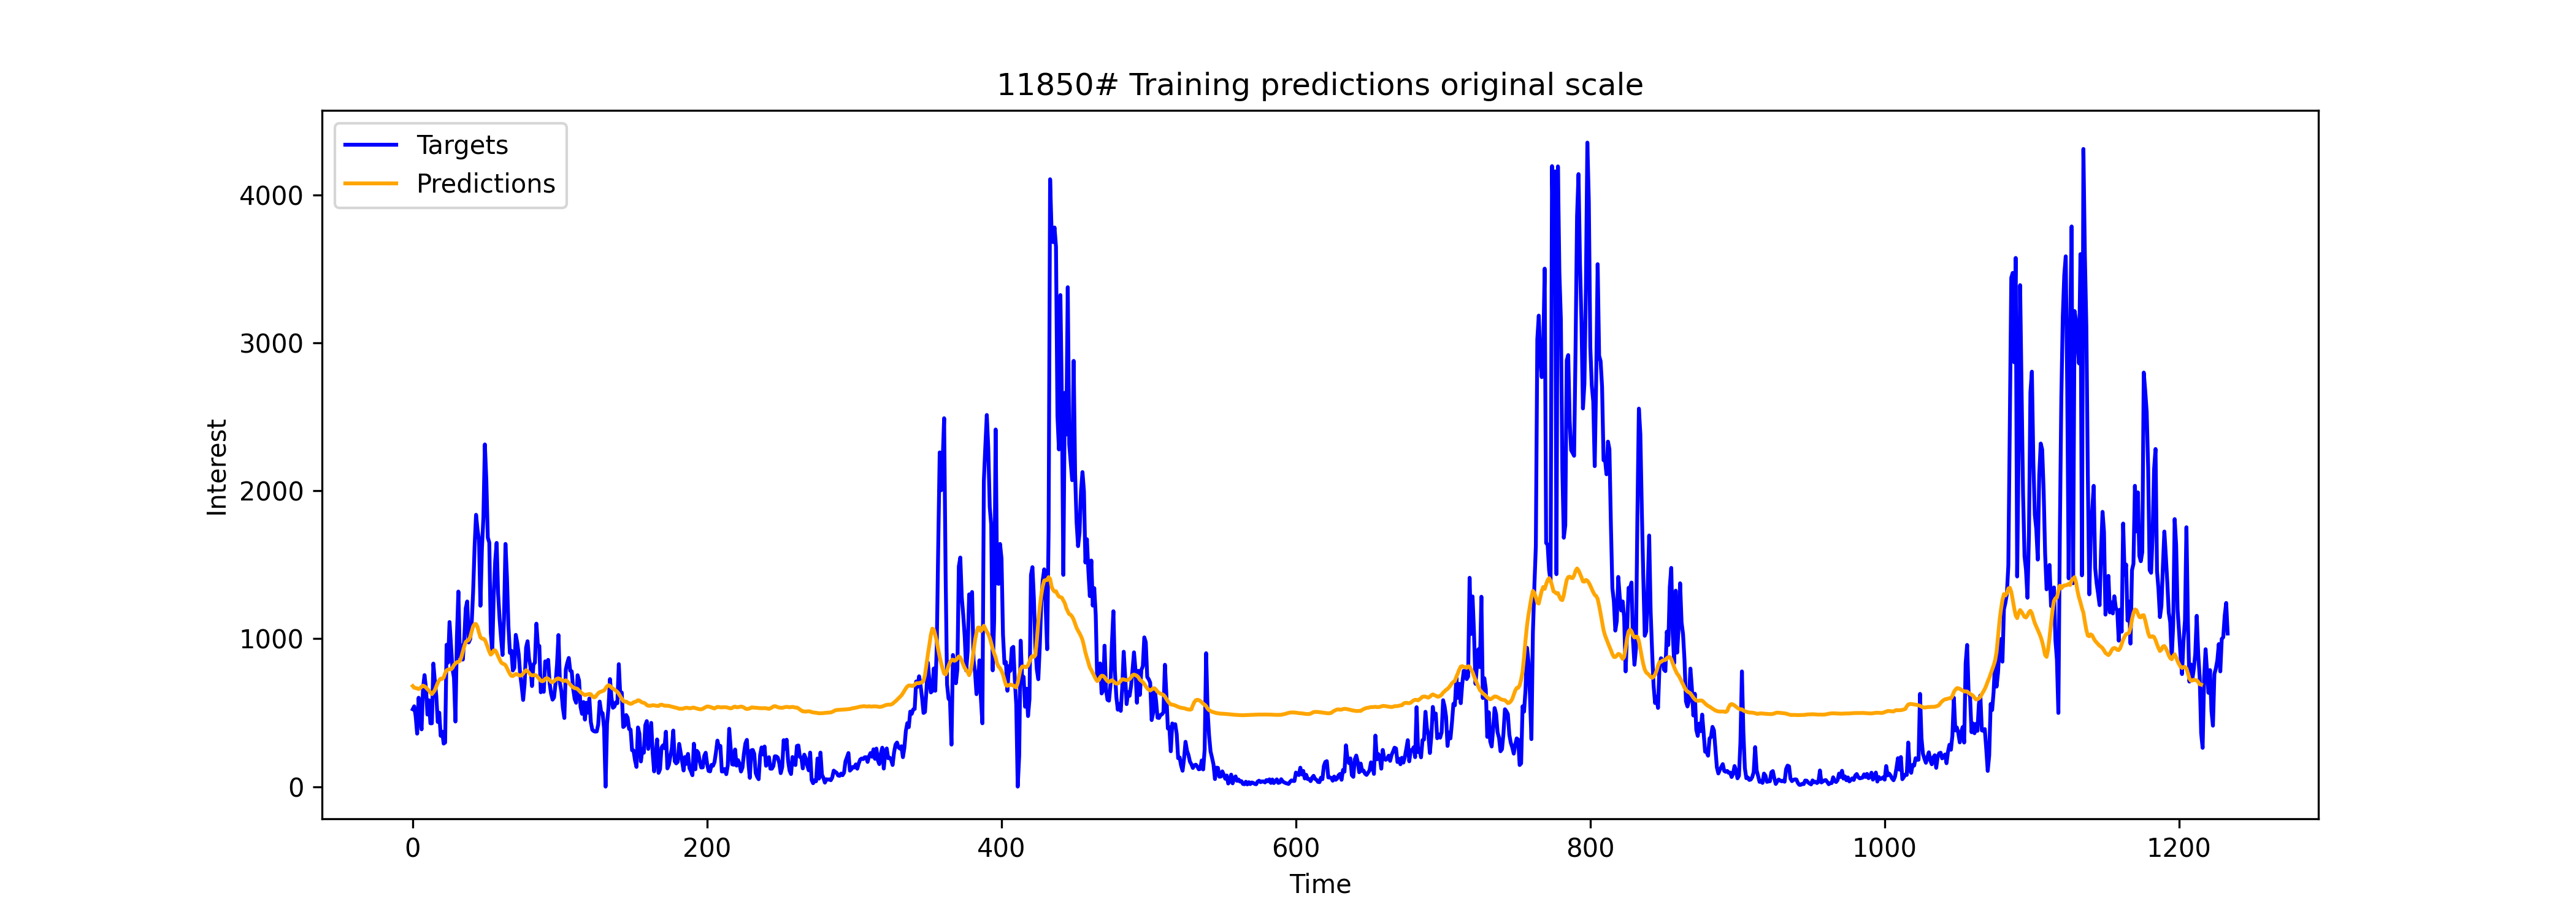 11850# Training predictions original scale
Targets
Predictions
4000
3000
2000
1000
0
Interest
0 200 400 600 800 1000 1200
Time